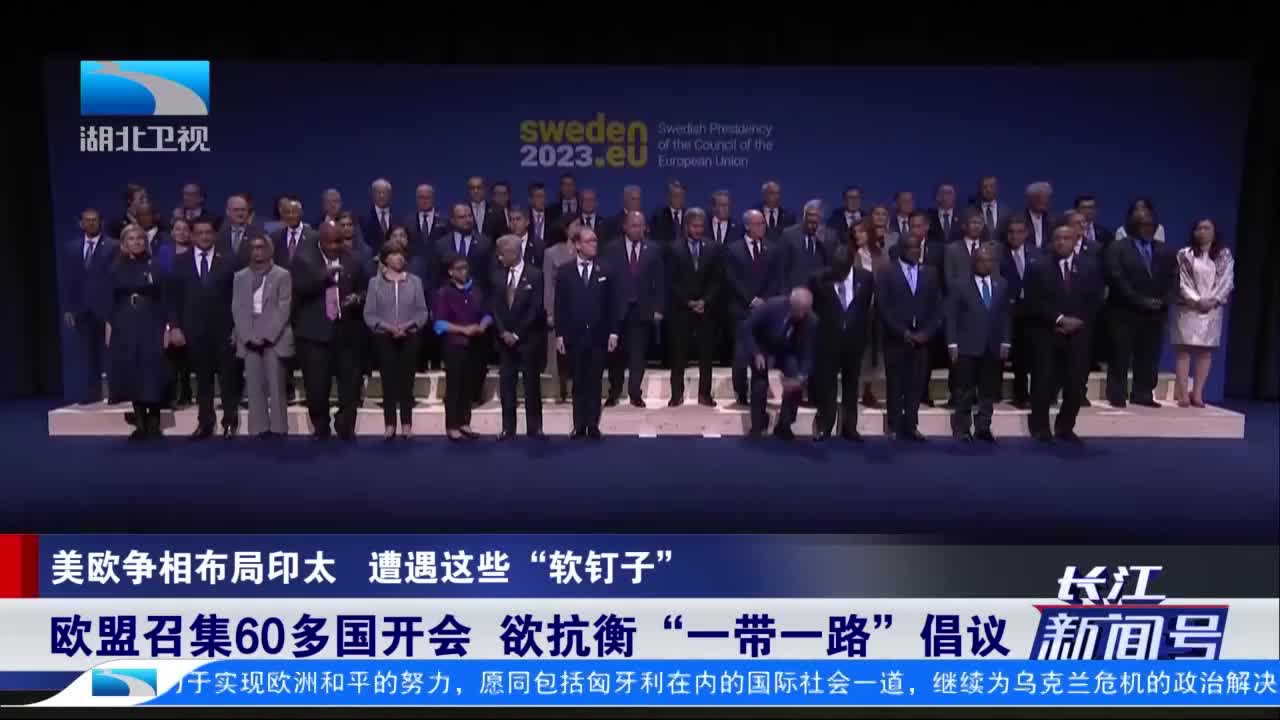 湖北卫视
sweden
2023.eu
Swedish Presidency
of the Council of the
European Union
美欧争相布局印太 遭遇这些“软钉子”
长江
新闻号
欧盟召集60多国开会 欲抗衡“一带一路”倡议
于实现欧洲和平的努力，愿同包括匈牙利在内的国际社会一道，继续为乌克兰危机的政治解决